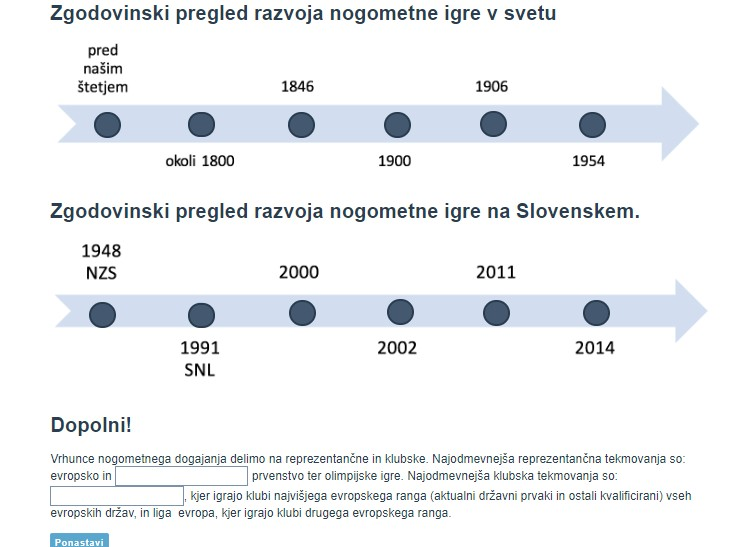 Zgodovinski pregled razvoja nogometne igre v svetu
pred
našim
štetjem
1846
1906
okoli 1800
1900
1954
Zgodovinski pregled razvoja nogometne igre na Slovenskem.
1948
NZS
2000
2011
1991
SNL
2002
2014
Dopolni!
Vrhunce nogometnega dogajanja delimo na reprezentančne in klubske. Najodmevnejša reprezentančna tekmovanja so:
evropsko in prvenstvo ter olimpijske igre. Najodmevnejša klubska tekmovanja so:
, kjer igrajo klubi najvišjega evropskega ranga (aktualni državni prvaki in ostali kvalificirani) vseh
evropskih držav, in liga evropa, kjer igrajo klubi drugega evropskega ranga.
Ponastavi